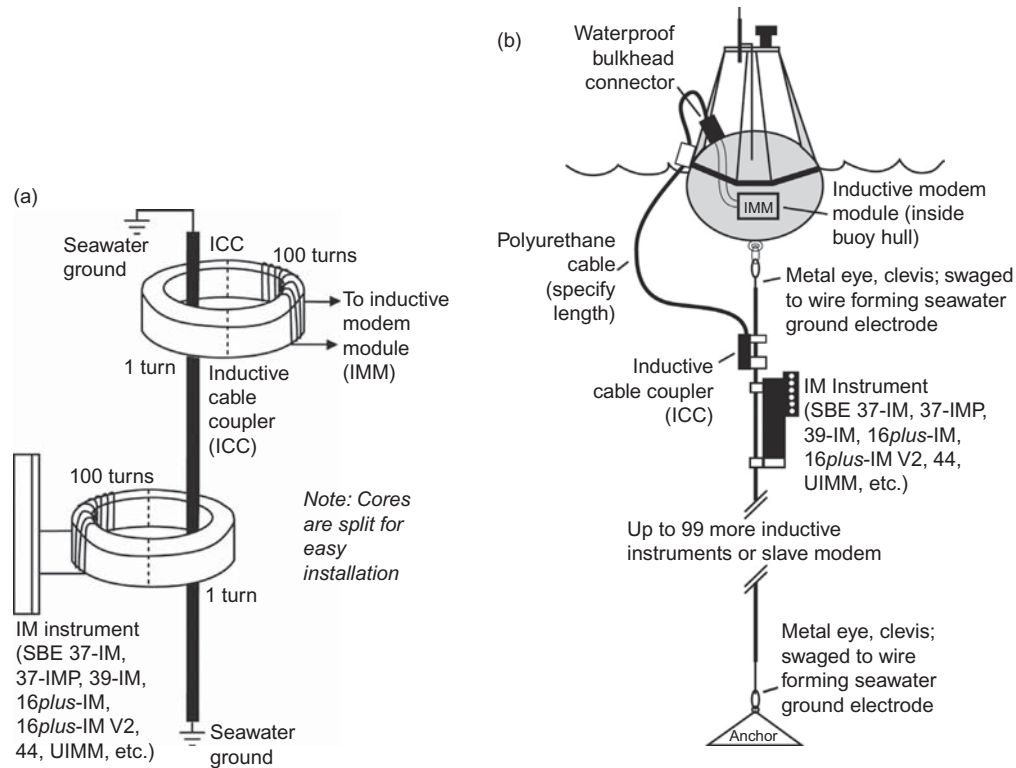 (a)
Seawater
ground
ICC
100 turns
To inductive
modem
module
(IMM)
1 turn
Inductive
cable
coupler
(ICC)
100 turns
Note: Cores
are split for
easy
installation
1 turn
IM instrument
(SBE 37-IM,
37-IMP, 39-IM,
16plus-IM,
16plus-IM V2,
44, UIMM, etc.)
Seawater
ground
(b)
Waterproof
bulkhead
connector
IMM
Inductive modem
module (inside
buoy hull)
Polyurethane
cable
(specify
length)
Metal eye, clevis; swaged
to wire forming seawater
ground electrode
Inductive
cable coupler
(ICC)
IM Instrument
(SBE 37-IM, 37-IMP,
39-IM, 16plus-IM,
16plus-IM V2, 44,
UIMM, etc.)
Up to 99 more inductive
instruments or slave modem
Metal eye, clevis;
swaged to wire
forming seawater
ground electrode
Anchor